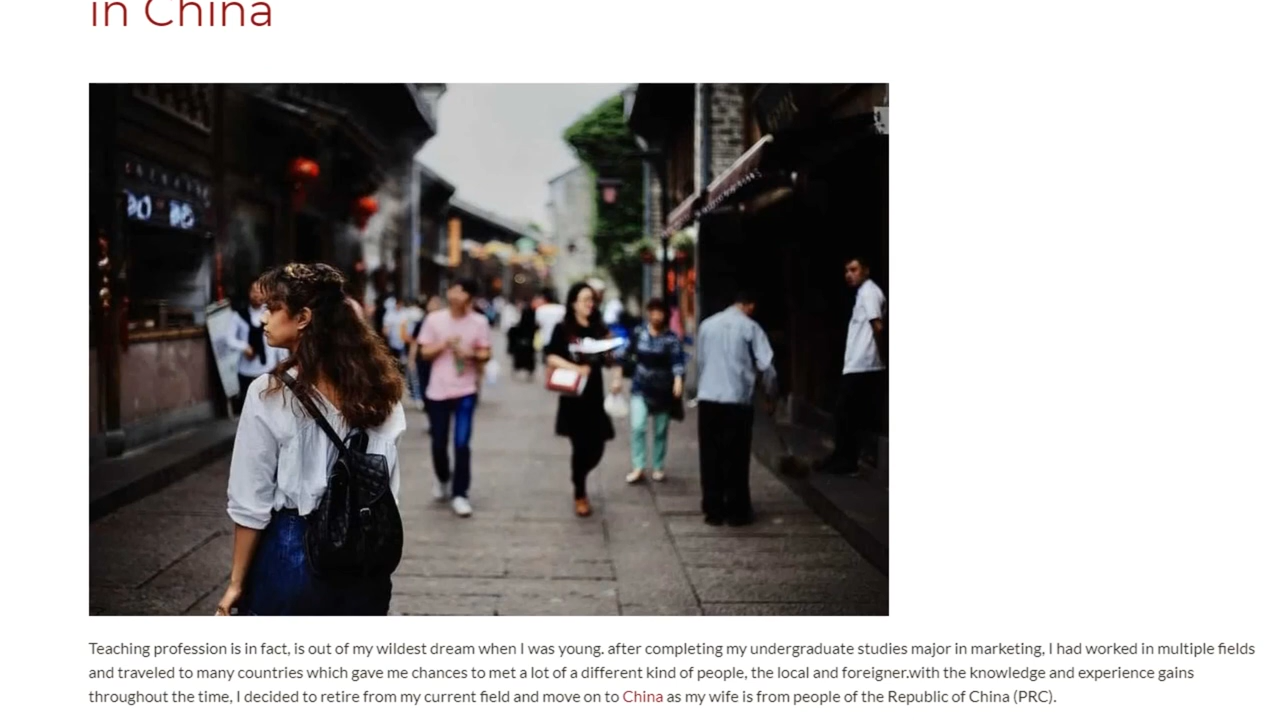 in China
Teaching profession is in fact, is out of my wildest dream when I was young. after completing my undergraduate studies major in marketing, I had worked in multiple fields
and traveled to many countries which gave me chances to met a lot of a different kind of people, the local and foreigner.with the knowledge and experience gains
throughout the time, I decided to retire from my current field and move on to China as my wife is from people of the Republic of China (PRC).